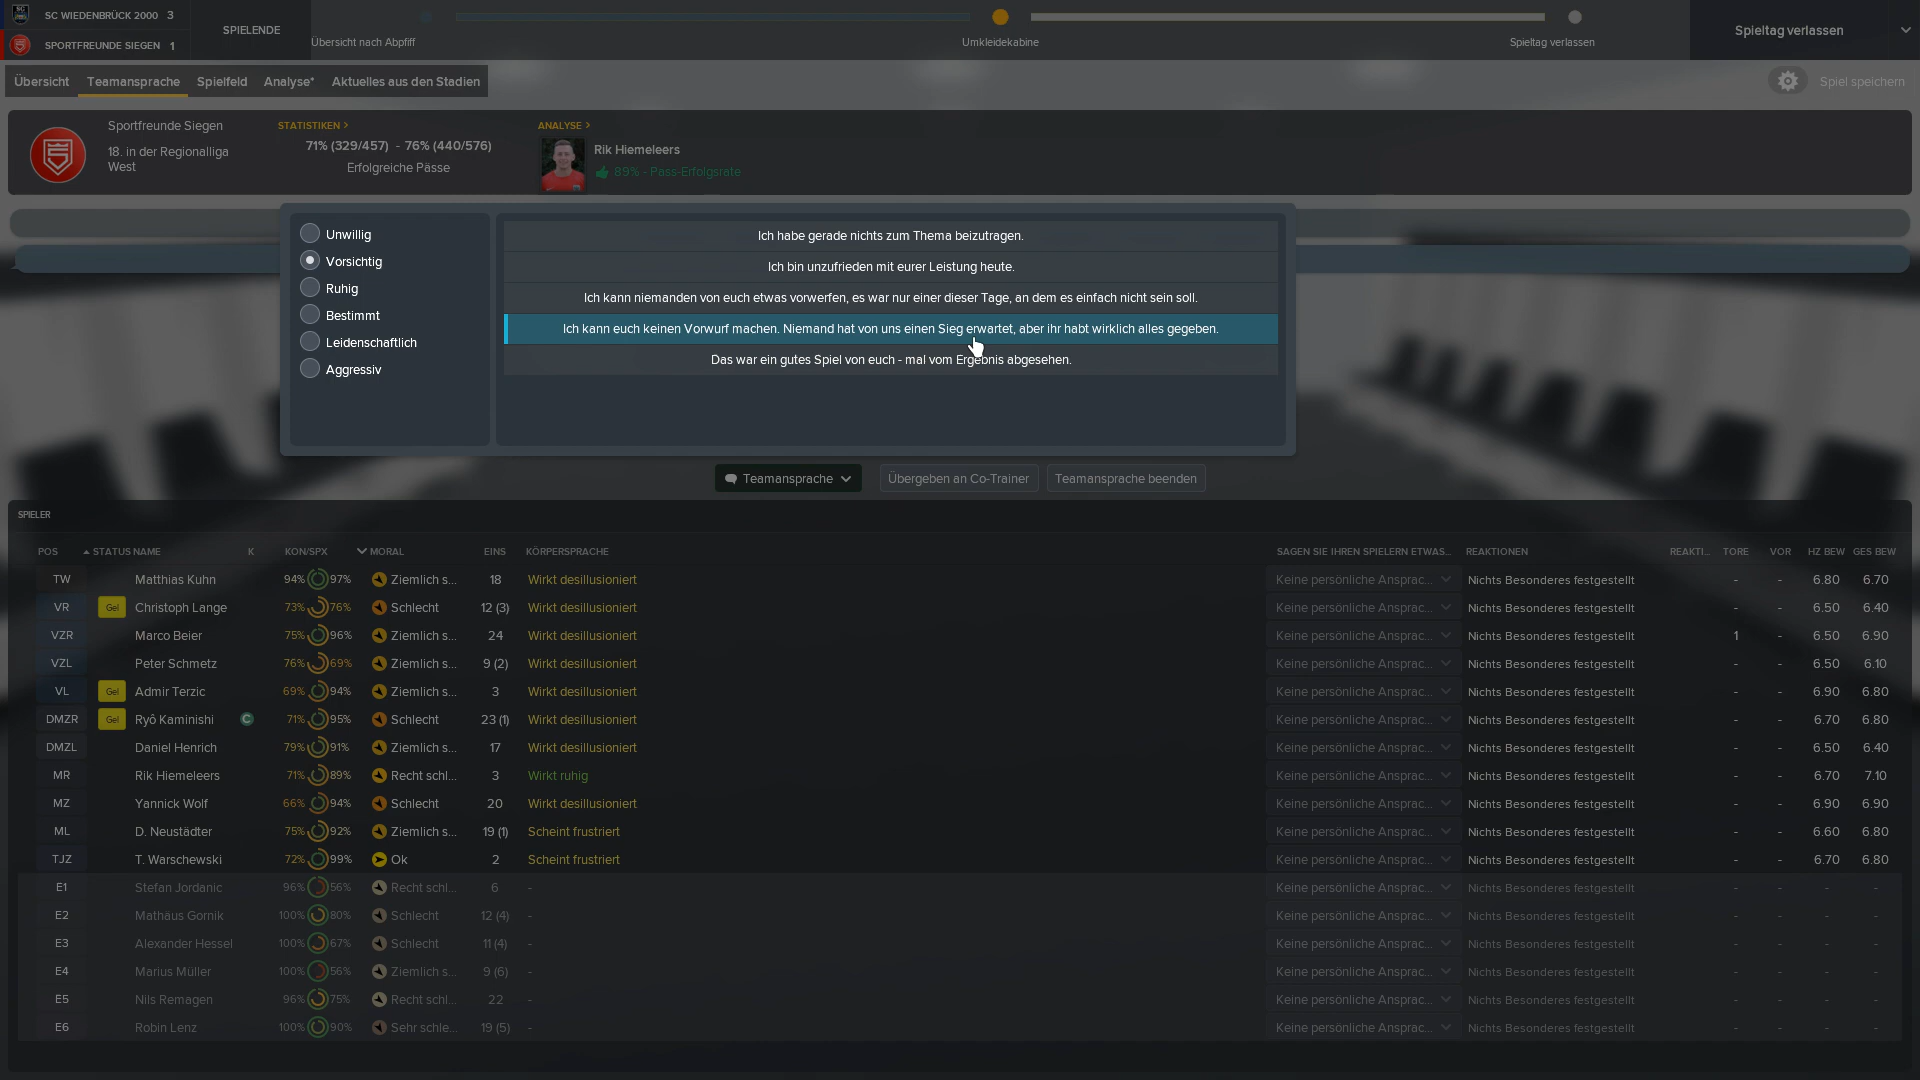 SC WIEDENBRÜCK 2000 3
SPORTFREUNDE SIEGEN 1
SPIELENDE
Übersicht nach Abpfiff
Umkleidekabine
Spieltag verlassen
Spieltag verlassen
Übersicht Teamansprache Spielfeld Analyse* Aktuelles aus den Stadien
Spiel speichern
Sportfreunde Siegen
18. in der Regionalliga
West
STATISTIKEN >
71% (329/457) - 76% (440/576)
Erfolgreiche Pässe
ANALYSE >
Rik Hiemeleers
89% - Pass-Erfolgsrate
Unwillig
Vorsichtig
Ruhig
Bestimmt
Leidenschaftlich
Aggressiv
Ich habe gerade nichts zum Thema beizutragen.
Ich bin unzufrieden mit eurer Leistung heute.
Ich kann niemanden von euch etwas vorwerfen, es war nur einer dieser Tage, an dem es einfach nicht sein soll.
Ich kann euch keinen Vorwurf machen. Niemand hat von uns einen Sieg erwartet, aber ihr habt wirklich alles gegeben.
Das war ein gutes Spiel von euch - mal vom Ergebnis abgesehen.
Teamansprache Übergeben an Co-Trainer Teamansprache beenden
SPIELER
POS STATUS NAME K KON/SPX MORAL EINS KÖRPERSPRACHE SAGEN SIE IHREN SPIELERN ETWAS... REAKTIONEN REAKTI... TORE VOR HZ BEW GES BEW
TW Matthias Kuhn 94% 97% Ziemlich s... 18 Wirkt desillusioniert Keine persönliche Ansprac... Nichts Besonderes festgestellt - - 6.80 6.70
VR Gel Christoph Lange 73% 76% Schlecht 12 (3) Wirkt desillusioniert Keine persönliche Ansprac... Nichts Besonderes festgestellt - - 6.50 6.40
VZR Marco Beier 75% 96% Ziemlich s... 24 Wirkt desillusioniert Keine persönliche Ansprac... Nichts Besonderes festgestellt 1 - 6.50 6.90
VZL Peter Schmetz 76% 69% Ziemlich s... 9 (2) Wirkt desillusioniert Keine persönliche Ansprac... Nichts Besonderes festgestellt - - 6.50 6.10
VL Gel Admir Terzic 69% 94% Ziemlich s... 3 Wirkt desillusioniert Keine persönliche Ansprac... Nichts Besonderes festgestellt - - 6.90 6.80
DMZR Gel Ryô Kaminishi C 71% 95% Schlecht 23 (1) Wirkt desillusioniert Keine persönliche Ansprac... Nichts Besonderes festgestellt - - 6.70 6.80
DMZL Daniel Henrich 79% 91% Ziemlich s... 17 Wirkt desillusioniert Keine persönliche Ansprac... Nichts Besonderes festgestellt - - 6.50 6.40
MR Rik Hiemeleers 71% 89% Recht schl... 3 Wirkt ruhig Keine persönliche Ansprac... Nichts Besonderes festgestellt - - 6.70 7.10
MZ Yannick Wolf 66% 94% Schlecht 20 Wirkt desillusioniert Keine persönliche Ansprac... Nichts Besonderes festgestellt - - 6.90 6.90
ML D. Neustädter 75% 92% Ziemlich s... 19 (1) Scheint frustriert Keine persönliche Ansprac... Nichts Besonderes festgestellt - - 6.60 6.80
TJZ T. Warschewski 72% 99% Ok 2 Scheint frustriert Keine persönliche Ansprac... Nichts Besonderes festgestellt - - 6.70 6.80
E1 Stefan Jordanic 96% 56% Recht schl... 6 - Keine persönliche Ansprac... Nichts Besonderes festgestellt - - - -
E2 Mathäus Gornik 100% 80% Schlecht 12 (4) - Keine persönliche Ansprac... Nichts Besonderes festgestellt - - - -
E3 Alexander Hessel 100% 67% Schlecht 11 (4) - Keine persönliche Ansprac... Nichts Besonderes festgestellt - - - -
E4 Marius Müller 100% 56% Ziemlich s... 9 (6) - Keine persönliche Ansprac... Nichts Besonderes festgestellt - - - -
E5 Nils Remagen 96% 75% Recht schl... 22 - Keine persönliche Ansprac... Nichts Besonderes festgestellt - - - -
E6 Robin Lenz 100% 90% Sehr schle... 19 (5) - Keine persönliche Ansprac... Nichts Besonderes festgestellt - - - -